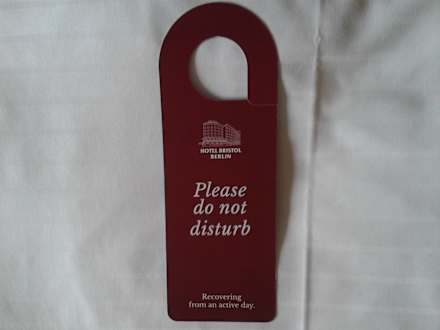 HOTEL BRISTOL
BERLIN
Please
do not
disturb
Recovering
from an active day.